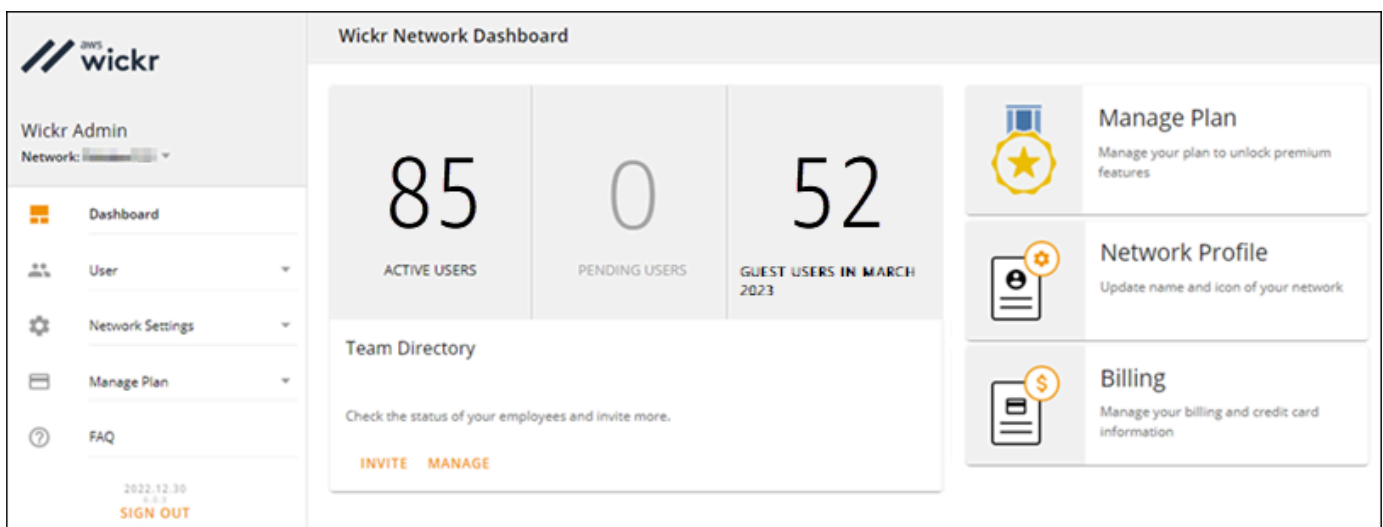 aws
wickr
Wickr Admin
Network:
Dashboard
User
Network Settings
Manage Plan
FAQ
2022.12.30
SIGN OUT
Wickr Network Dashboard
85
ACTIVE USERS
0
PENDING USERS
52
GUEST USERS IN MARCH
2023
Team Directory
Check the status of your employees and invite more.
INVITE MANAGE
Manage Plan
Manage your plan to unlock premium
features
Network Profile
Update name and icon of your network
$
Billing
Manage your billing and credit card
information